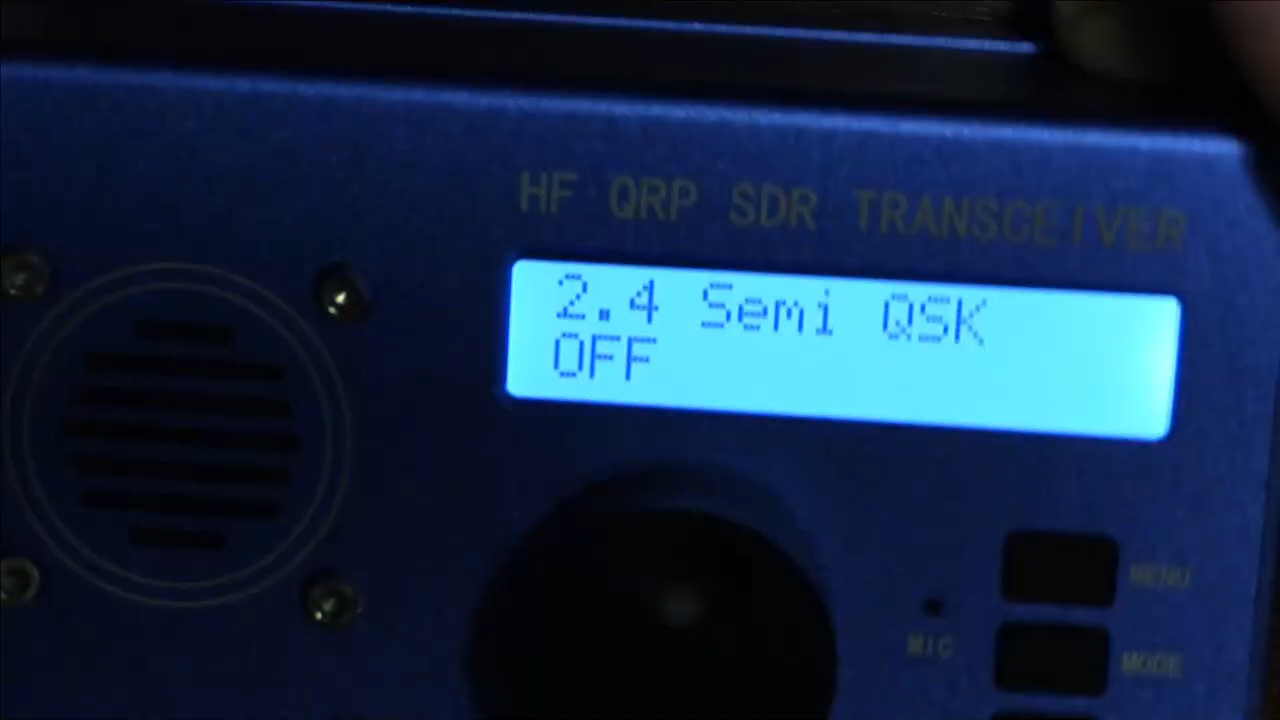 HF QRP SDR TRANSCEIVER
2.4 Semi QSK
OFF
MENU
MIC
MODE